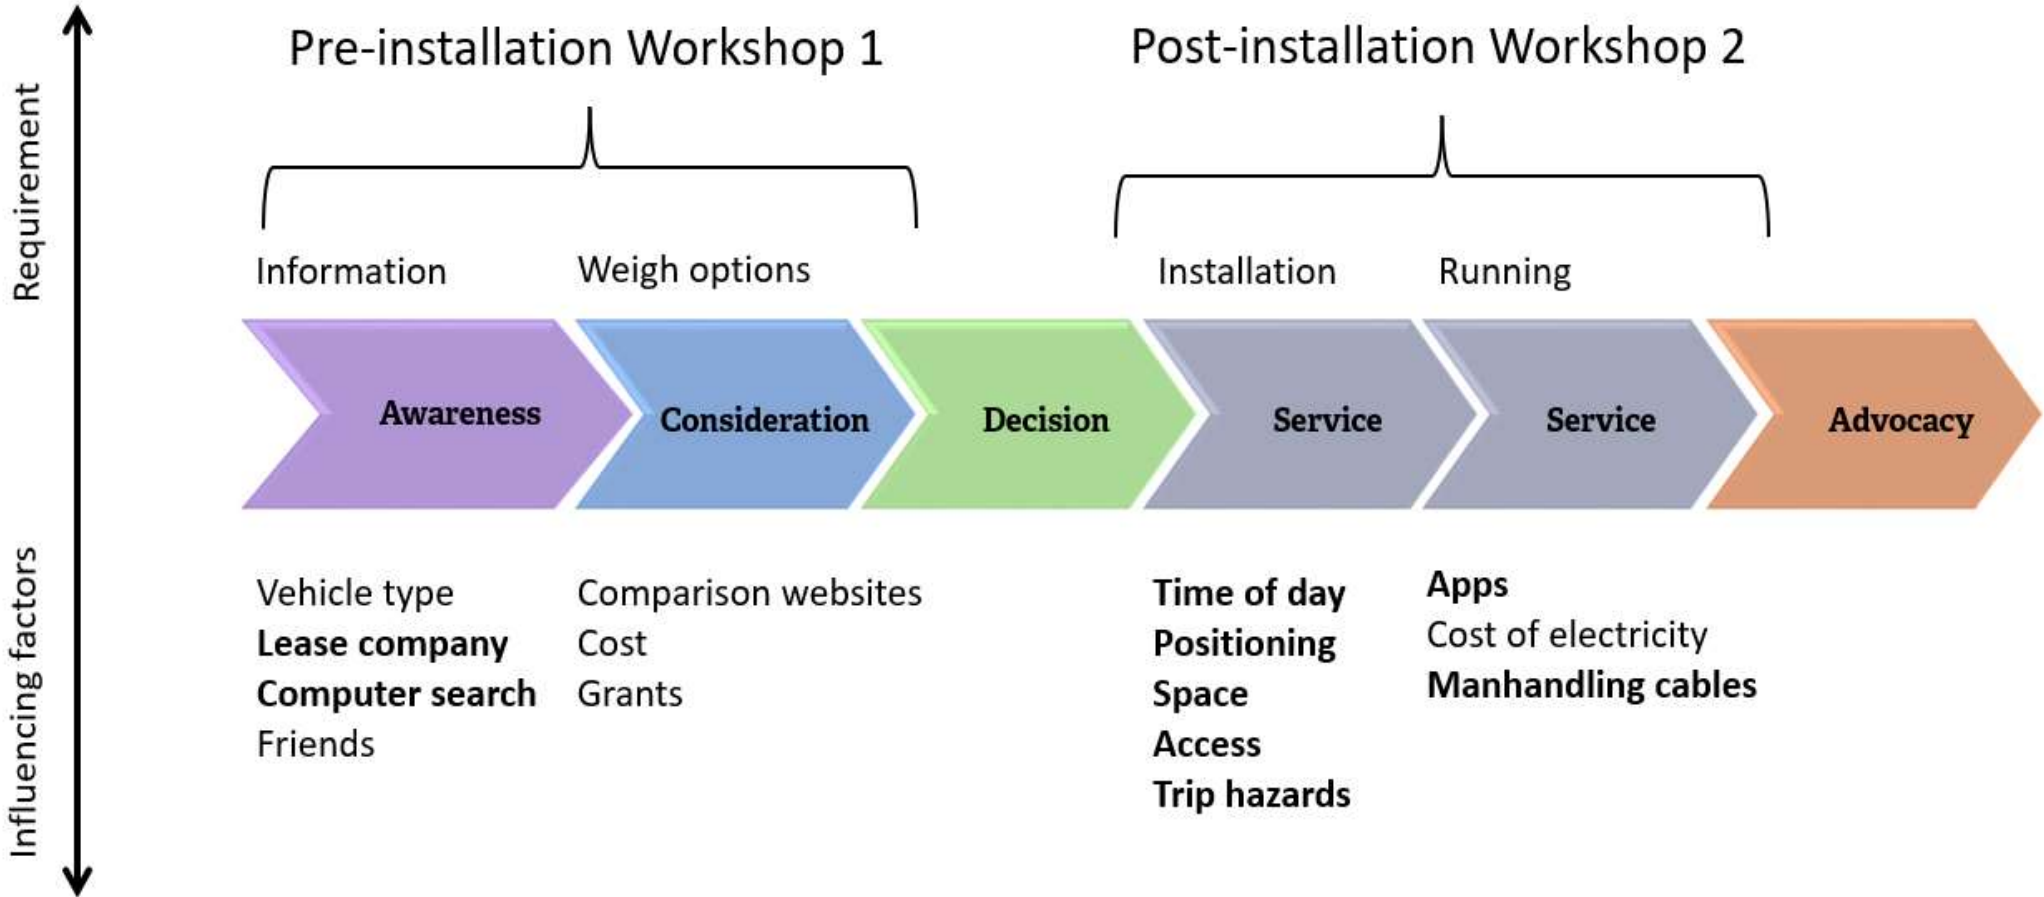 Pre-installation Workshop 1
Post-installation Workshop 2
Requirement
Information
Weigh options
Installation
Running
Awareness
Consideration
Decision
Service
Service
Advocacy
Influencing factors
Vehicle type
Lease company
Computer search
Friends
Comparison websites
Cost
Grants
Time of day
Positioning
Space
Access
Trip hazards
Apps
Cost of electricity
Manhandling cables